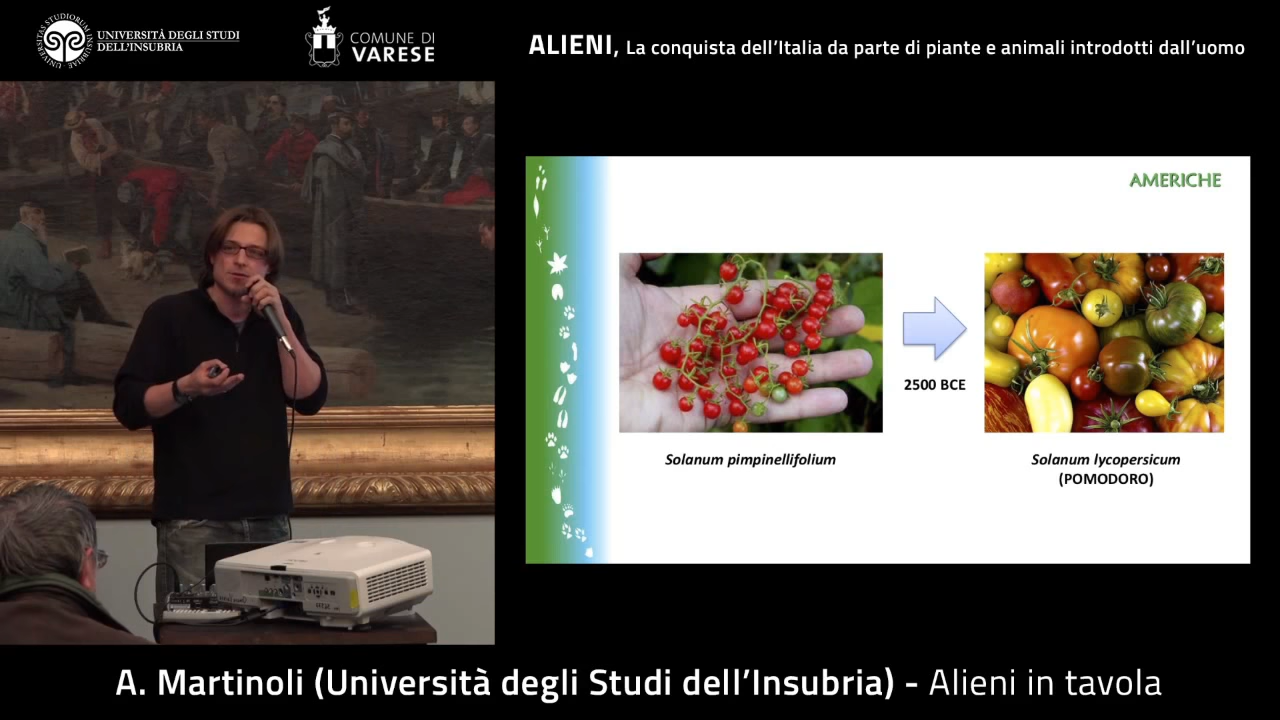 UNIVERSITÀ DEGLI STUDI
DELL'INSUBRIA
COMUNE DI
VARESE
ALIENI, La conquista dell'Italia da parte di piante e animali introdotti dall'uomo
AMERICHE
2500 BCE
Solanum pimpinellifolium
Solanum lycopersicum
(POMODORO)
A. Martinoli (Università degli Studi dell'Insubria) - Alieni in tavola